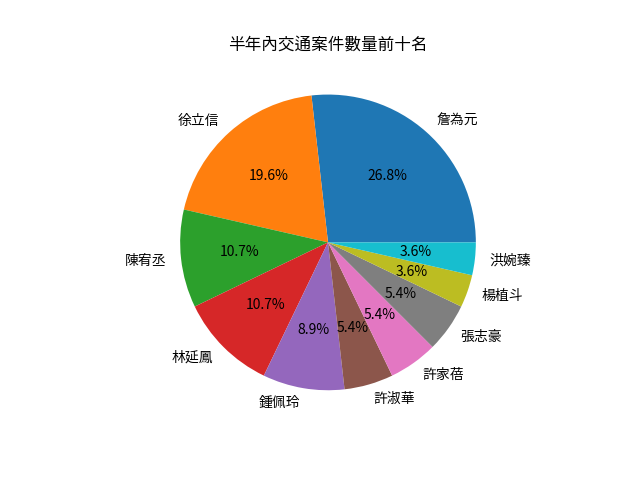 半年內交通案件數量前十名
詹為元
26.8%
徐立信
19.6%
陳宥丞
10.7%
林延鳳
10.7%
鍾佩玲
8.9%
許淑華
5.4%
許家蓓
5.4%
張志豪
5.4%
楊植斗
3.6%
洪婉臻
3.6%